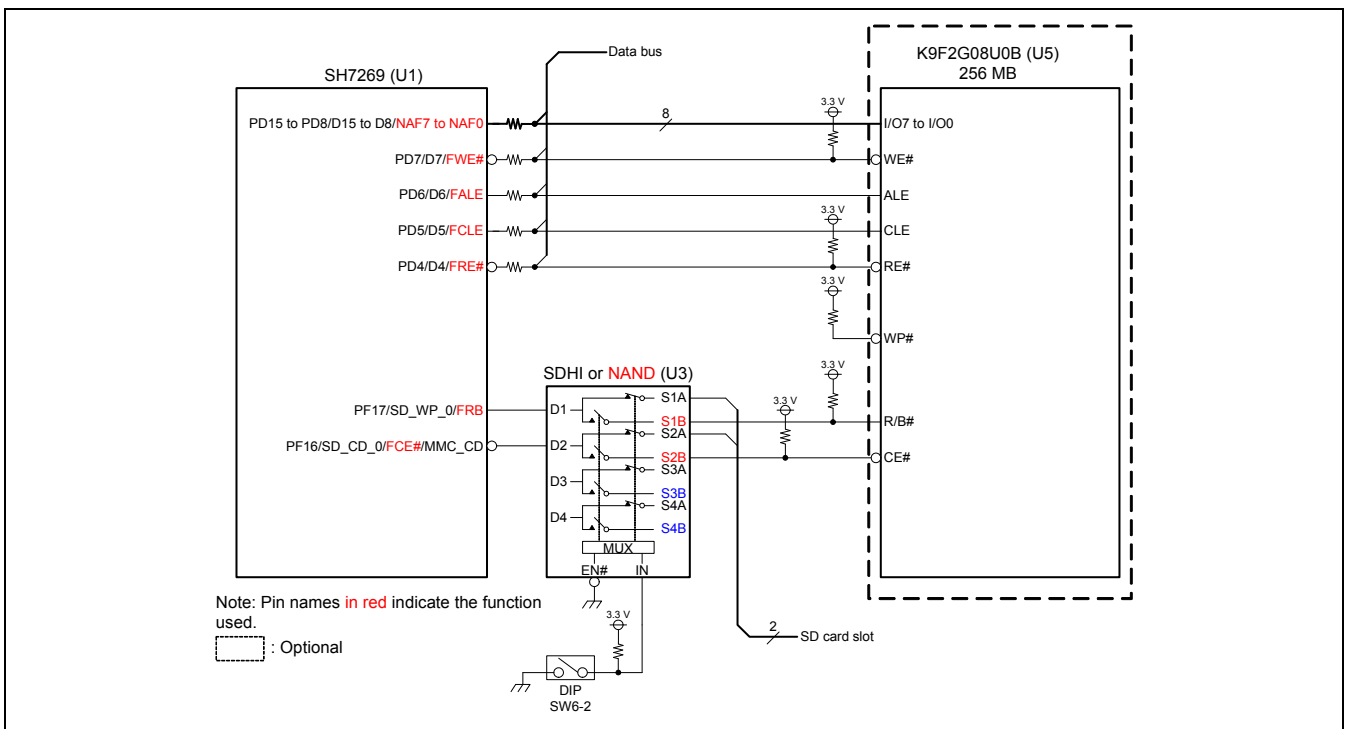 Data bus
K9F2G08U0B (U5)
256 MB
SH7269 (U1)
3.3 V
PD15 to PD8/D15 to D8/NAF7 to NAF0
8
I/O7 to I/O0
PD7/D7/FWE#
WE#
PD6/D6/FALE
ALE
3.3 V
PD5/D5/FCLE
CLE
PD4/D4/FRE#
RE#
3.3 V
WP#
SDHI or NAND (U3)
3.3 V
3.3 V
PF17/SD_WP_0/FRB
D1
S1A
S1B
R/B#
PF16/SD_CD_0/FCE#/MMC_CD
D2
S2A
S2B
CE#
D3
S3A
S3B
D4
S4A
S4B
MUX
EN# IN
Note: Pin names in red indicate the function
used.
3.3 V
: Optional
2
SD card slot
DIP
SW6-2